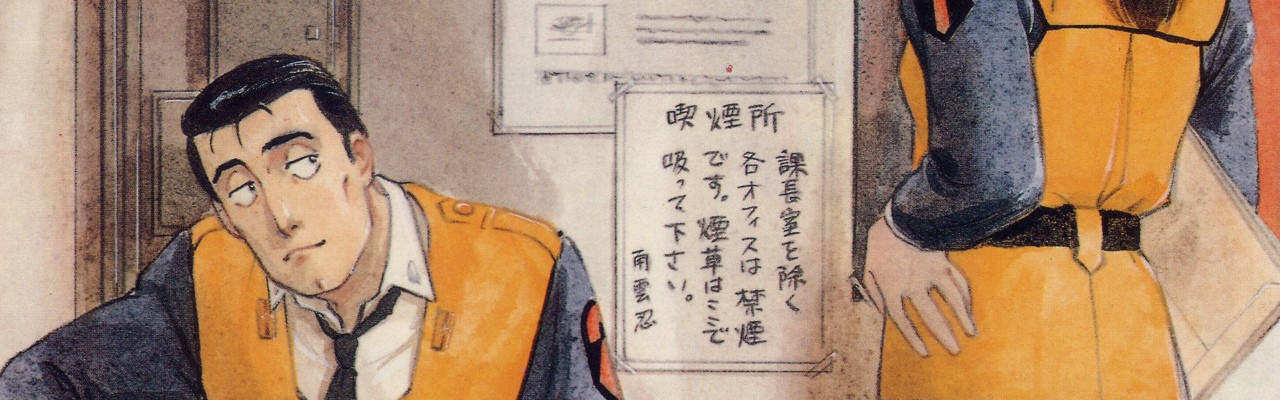 喫煙所
課長室を除く
各オフィスは禁煙
です。煙草はここで
吸って下さい。
南雲忍